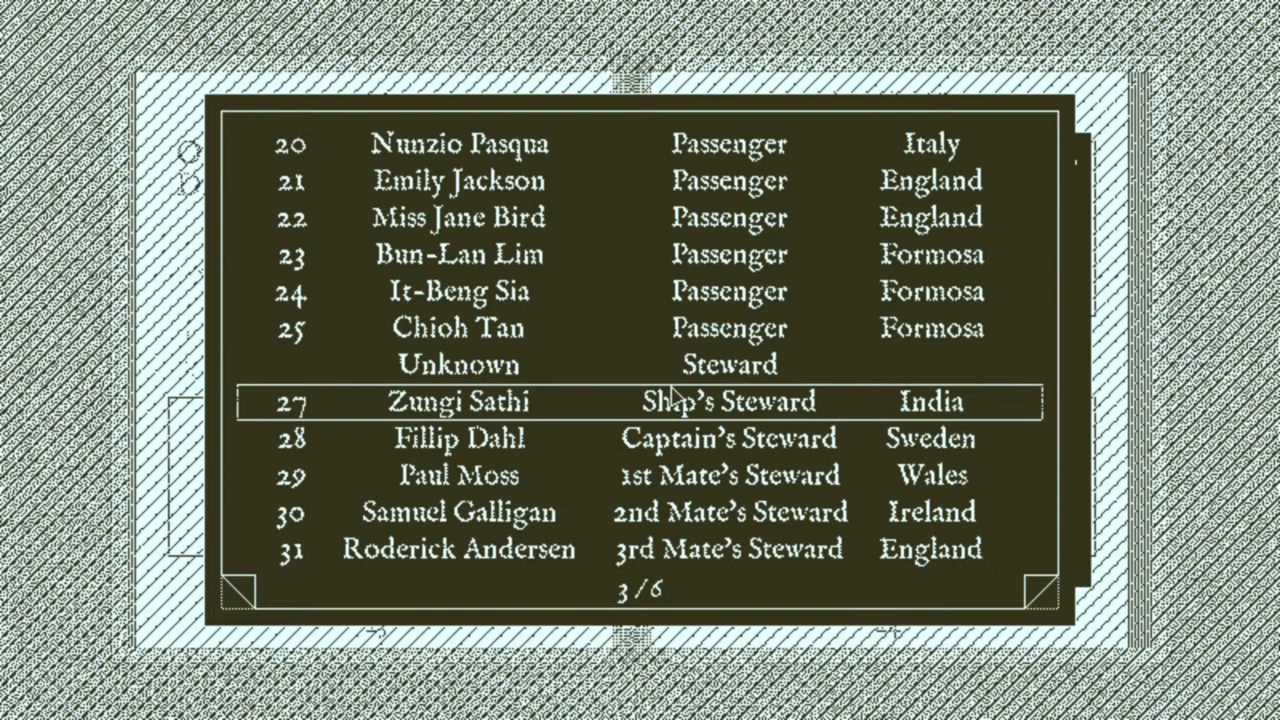 20 Nunzio Pasqua Passenger Italy
21 Emily Jackson Passenger England
22 Miss Jane Bird Passenger England
23 Bun-Lan Lim Passenger Formosa
24 It-Beng Sia Passenger Formosa
25 Chioh Tan Passenger Formosa
Unknown Steward
27 Zungi Sathi Ship's Steward India
28 Fillip Dahl Captain's Steward Sweden
29 Paul Moss 1st Mate's Steward Wales
30 Samuel Galligan 2nd Mate's Steward Ireland
31 Roderick Andersen 3rd Mate's Steward England
3/6